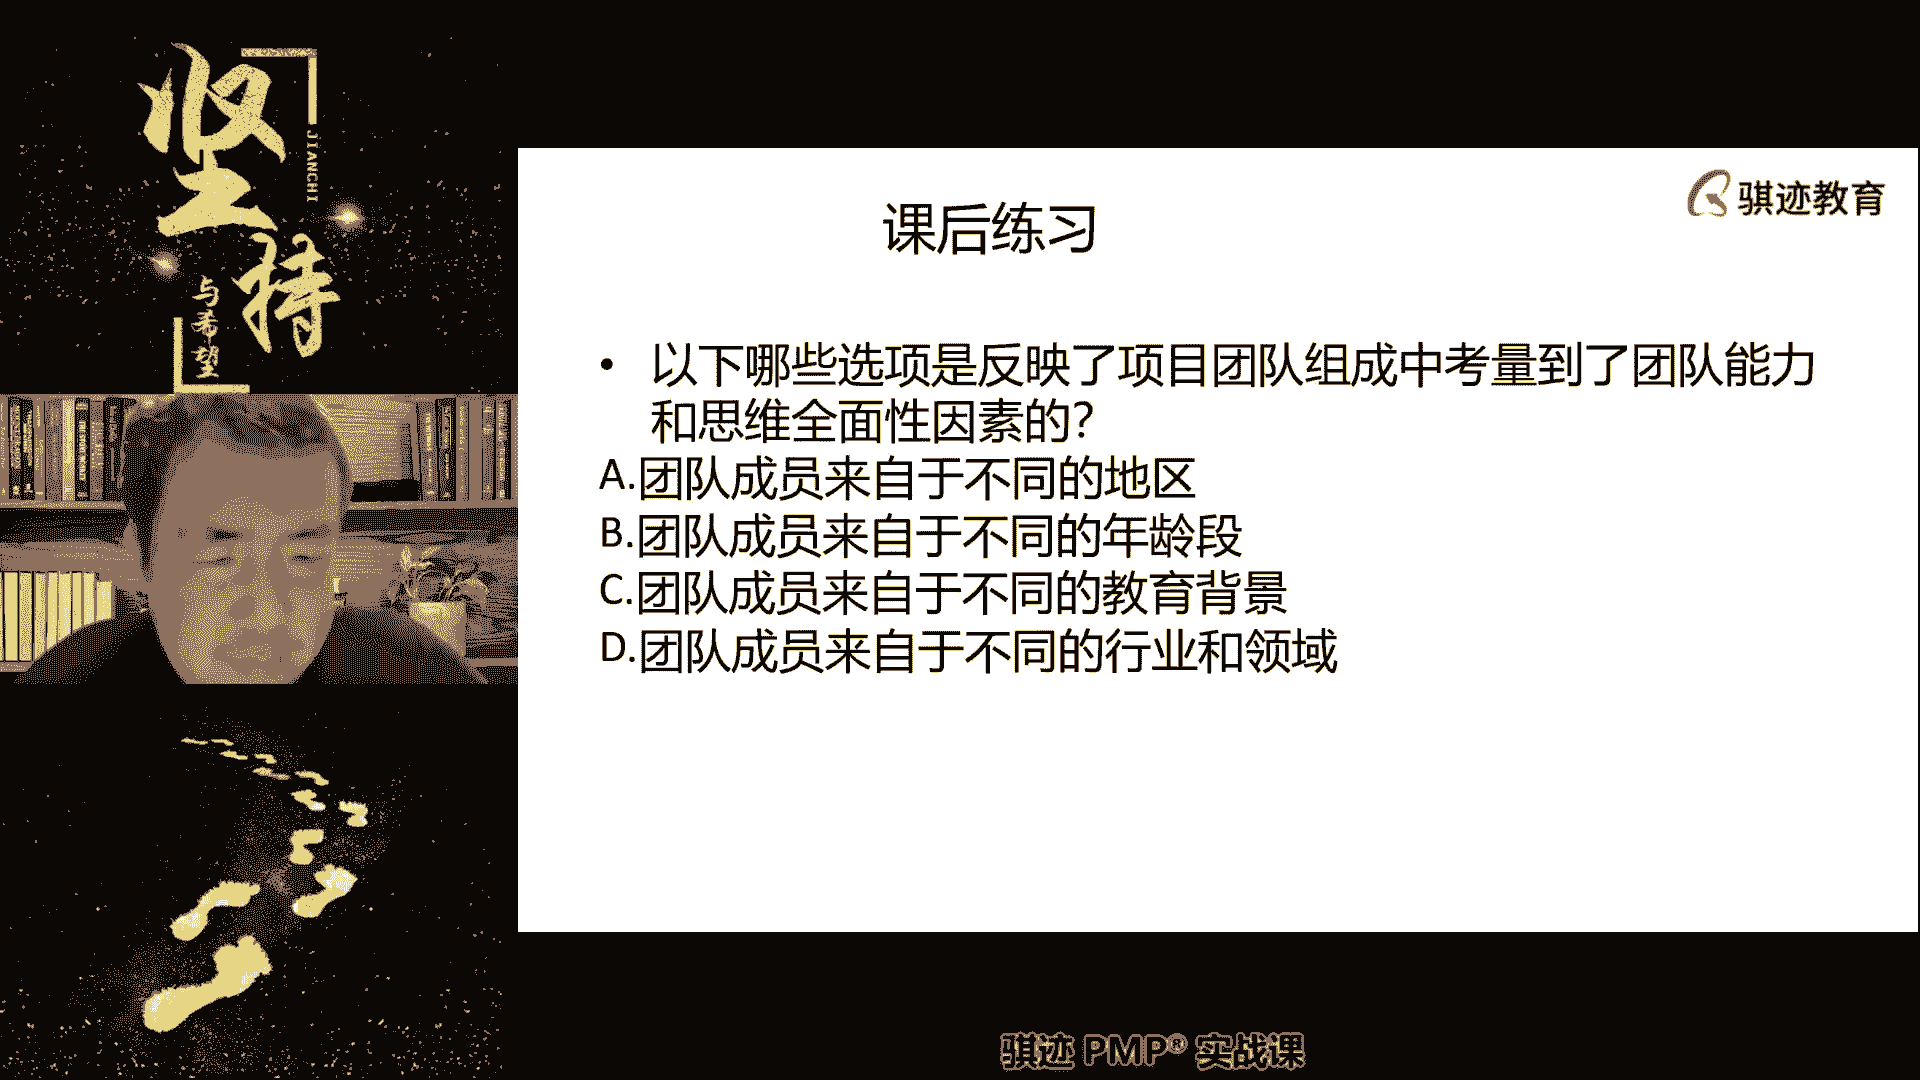 坚持
JIANCHI
与希望
骐迹教育
课后练习
• 以下哪些选项是反映了项目团队组成中考量到了团队能力
和思维全面性因素的？
A.团队成员来自于不同的地区
B.团队成员来自于不同的年龄段
C.团队成员来自于不同的教育背景
D.团队成员来自于不同的行业和领域
骐迹 PMP® 实战课